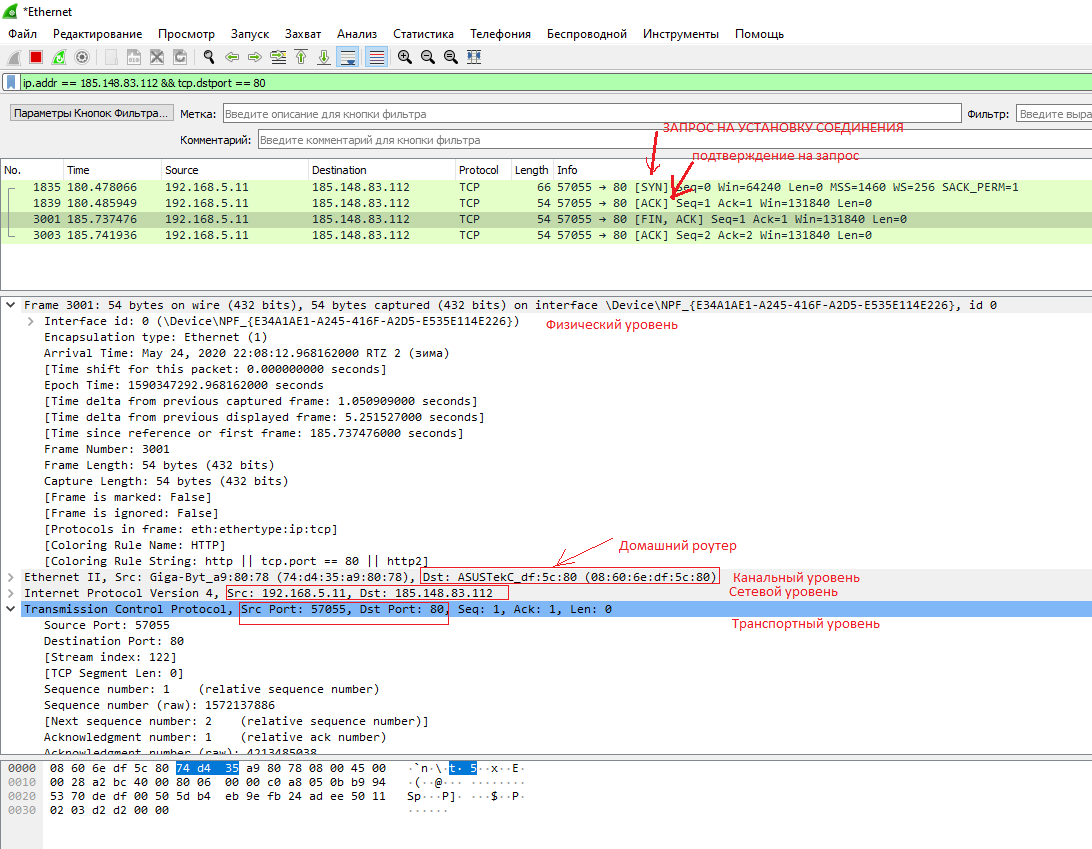 *Ethernet
Файл Редактирование Просмотр Запуск Захват Анализ Статистика Телефония Беспроводной Инструменты Помощь
ip.addr == 185.148.83.112 && tcp.dstport == 80
Параметры Кнопок Фильтра... Метка: Введите описание для кнопки фильтра Фильтр: Введите выра
ЗАПРОС НА УСТАНОВКУ СОЕДИНЕНИЯ
Комментарий: Введите комментарий для кнопки фильтра
подтверждение на запрос
No. Time Source Destination Protocol Length Info
1835 180.478066 192.168.5.11 185.148.83.112 TCP 66 57055 → 80 [SYN] Seq=0 Win=64240 Len=0 MSS=1460 WS=256 SACK_PERM=1
1839 180.485949 192.168.5.11 185.148.83.112 TCP 54 57055 → 80 [ACK] Seq=1 Ack=1 Win=131840 Len=0
3001 185.737476 192.168.5.11 185.148.83.112 TCP 54 57055 → 80 [FIN, ACK] Seq=1 Ack=1 Win=131840 Len=0
3003 185.741936 192.168.5.11 185.148.83.112 TCP 54 57055 → 80 [ACK] Seq=2 Ack=2 Win=131840 Len=0
Frame 3001: 54 bytes on wire (432 bits), 54 bytes captured (432 bits) on interface \Device\NPF_{E34A1AE1-A245-416F-A2D5-E535E114E226}, id 0
Interface id: 0 (\Device\NPF_{E34A1AE1-A245-416F-A2D5-E535E114E226})
Физический уровень
Encapsulation type: Ethernet (1)
Arrival Time: May 24, 2020 22:08:12.968162000 RTZ 2 (зима)
[Time shift for this packet: 0.000000000 seconds]
Epoch Time: 1590347292.968162000 seconds
[Time delta from previous captured frame: 1.050909000 seconds]
[Time delta from previous displayed frame: 5.251527000 seconds]
[Time since reference or first frame: 185.737476000 seconds]
Frame Number: 3001
Frame Length: 54 bytes (432 bits)
Capture Length: 54 bytes (432 bits)
[Frame is marked: False]
[Frame is ignored: False]
[Protocols in frame: eth:ethertype:ip:tcp]
[Coloring Rule Name: HTTP]
Домашний роутер
[Coloring Rule String: http || tcp.port == 80 || http2]
Ethernet II, Src: Giga-Byt_a9:80:78 (74:d4:35:a9:80:78), Dst: ASUSTekC_df:5c:80 (08:60:6e:df:5c:80) Канальный уровень
Internet Protocol Version 4, Src: 192.168.5.11, Dst: 185.148.83.112 Сетевой уровень
Transmission Control Protocol, Src Port: 57055, Dst Port: 80, Seq: 1, Ack: 1, Len: 0
Транспортный уровень
Source Port: 57055
Destination Port: 80
[Stream index: 122]
[TCP Segment Len: 0]
Sequence number: 1 (relative sequence number)
Sequence number (raw): 1572137886
[Next sequence number: 2 (relative sequence number)]
Acknowledgment number: 1 (relative ack number)
Acknowledgment number (raw): 4213485038
0000 08 60 6e df 5c 80 74 d4 35 a9 80 78 08 00 45 00 ·`n·\·t·5··x··E·
0010 00 28 a2 bc 40 00 80 06 00 00 c0 a8 05 0b b9 94 ·(··@···········
0020 53 70 de df 00 50 5d b4 eb 9e fb 24 ad ee 50 11 Sp···P]····$··P·
0030 02 03 d2 d2 00 00 ······